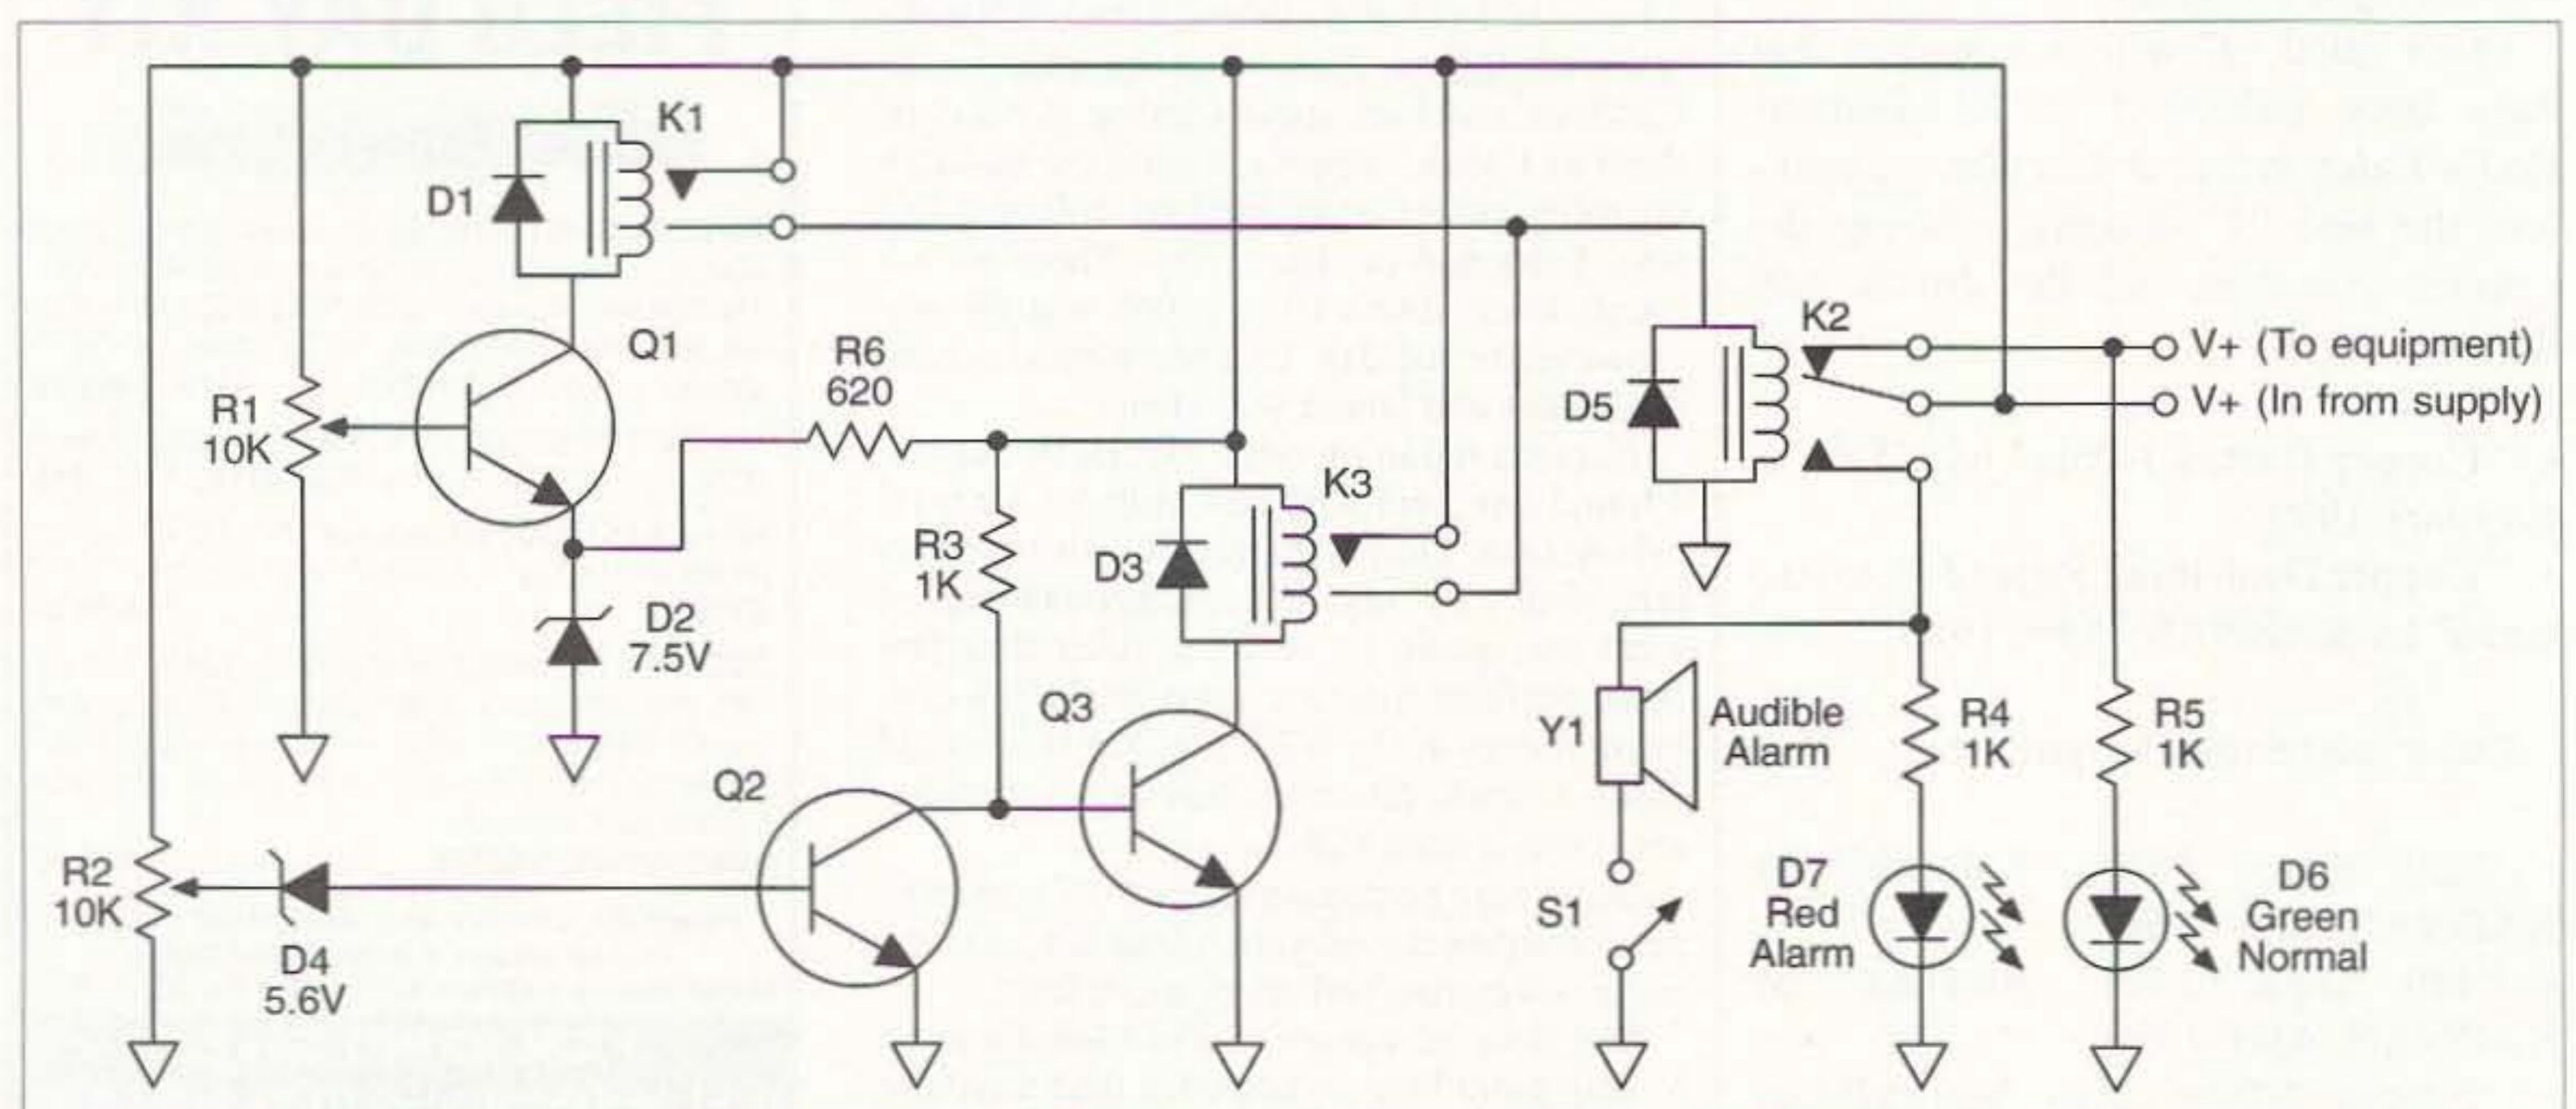 K1
D1
Q1
R1
10K
R6
620
D2
7.5V
R3
1K
K3
D3
Q3
Q2
R2
10K
D4
5.6V
K2
D5
V+ (To equipment)
V+ (In from supply)
Y1
Audible
Alarm
S1
R4
1K
R5
1K
D7
Red
Alarm
D6
Green
Normal